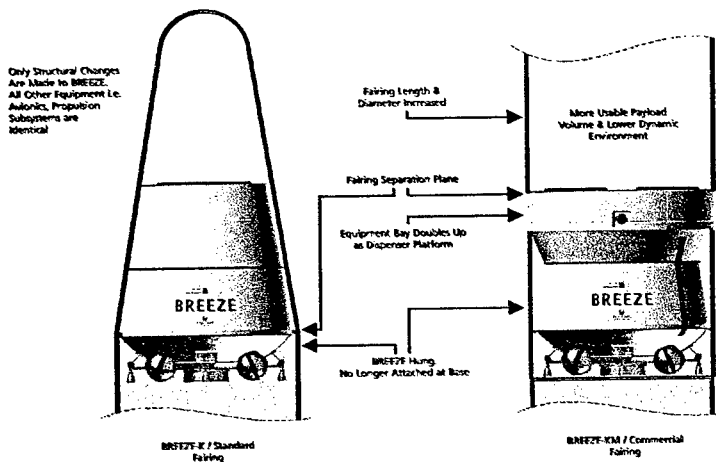 Only Structural Changes
Are Made to BREEZE.
All Other Equipment i.e.
Avionics, Propulsion
Subsystems are
Identical
Fairing Length &
Diameter Increased
More Usable Payload
Volume & Lower Dynamic
Environment
Fairing Separation Plane
Equipment Bay Doubles Up
as Dispenser Platform
BREEZE
BREEZE
BREEZE Hung.
No Longer Attached at Base
BREEZE-K / Standard
Fairing
BREEZE-KM / Commercial
Fairing